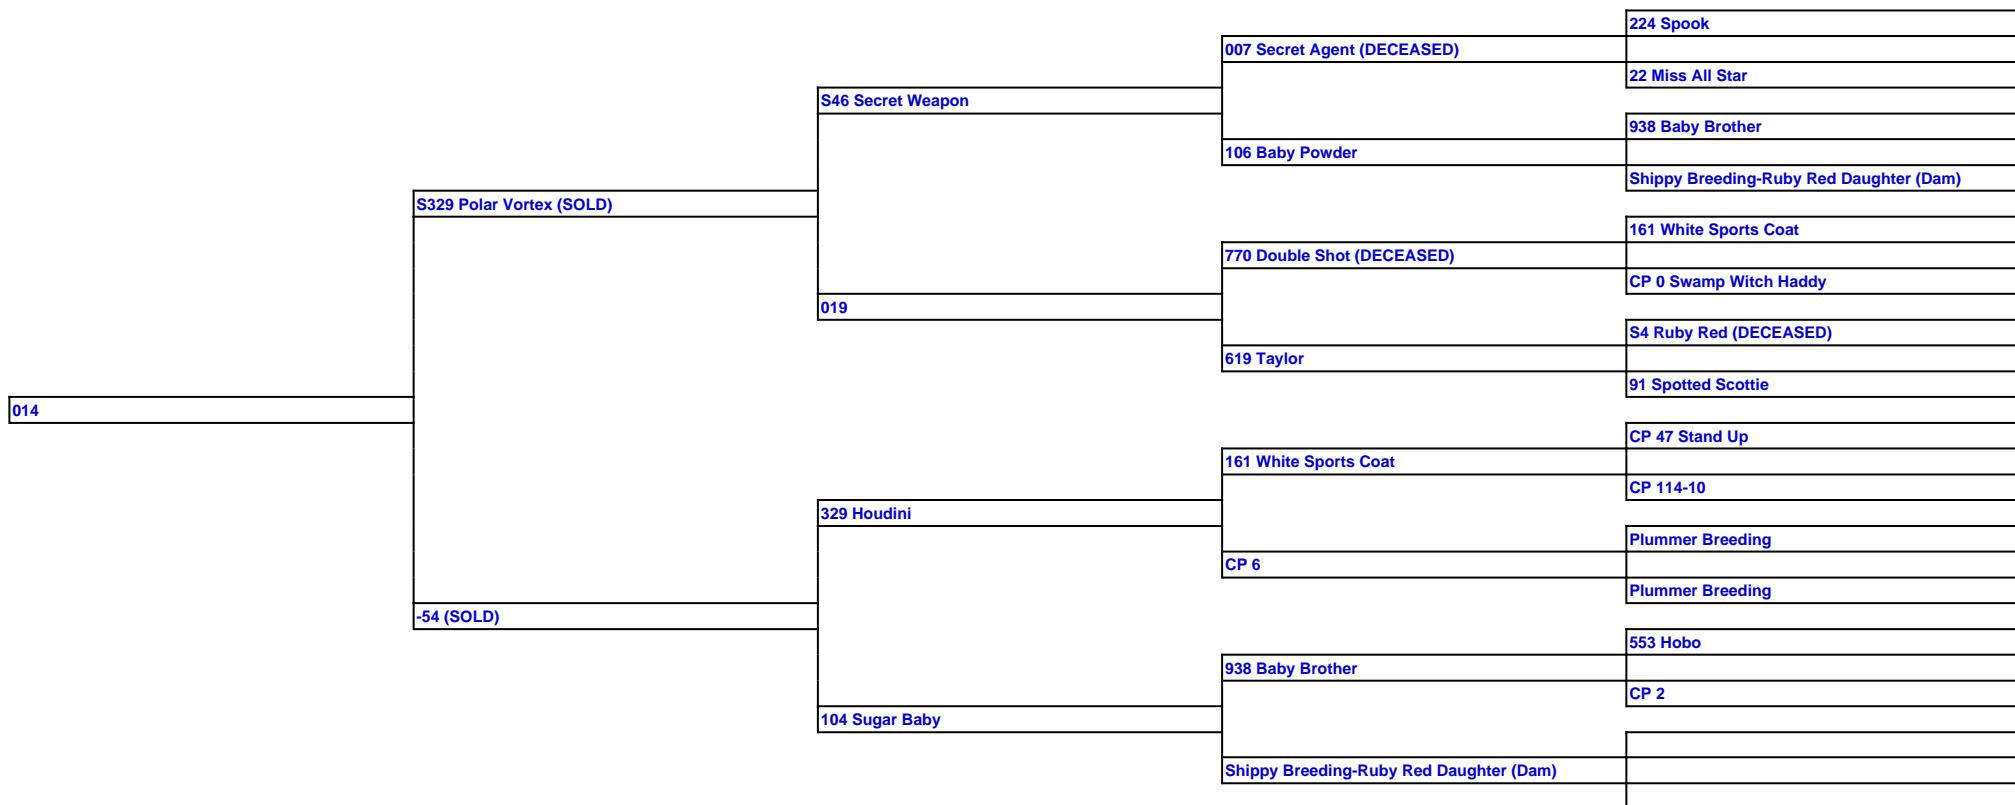 224 Spook
007 Secret Agent (DECEASED)
22 Miss All Star
S46 Secret Weapon
938 Baby Brother
106 Baby Powder
Shippy Breeding-Ruby Red Daughter (Dam)
S329 Polar Vortex (SOLD)
161 White Sports Coat
770 Double Shot (DECEASED)
CP 0 Swamp Witch Haddy
019
S4 Ruby Red (DECEASED)
619 Taylor
91 Spotted Scottie
014
CP 47 Stand Up
161 White Sports Coat
CP 114-10
329 Houdini
Plummer Breeding
CP 6
Plummer Breeding
-54 (SOLD)
553 Hobo
938 Baby Brother
CP 2
104 Sugar Baby
Shippy Breeding-Ruby Red Daughter (Dam)